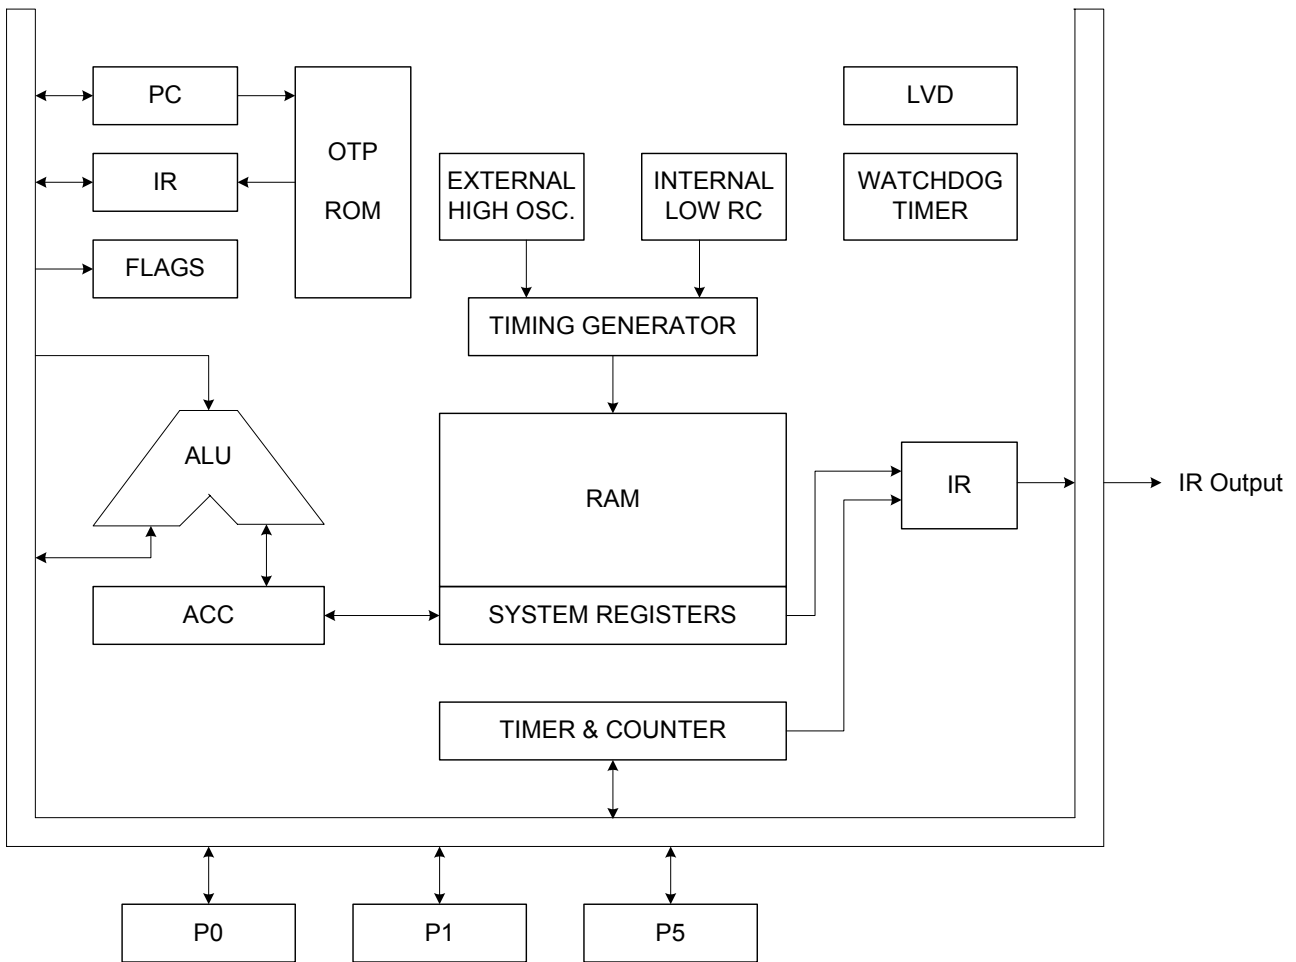 PC
OTP
ROM
LVD
IR
EXTERNAL
HIGH OSC.
INTERNAL
LOW RC
WATCHDOG
TIMER
FLAGS
TIMING GENERATOR
ALU
RAM
IR
IR Output
ACC
SYSTEM REGISTERS
TIMER & COUNTER
P0
P1
P5